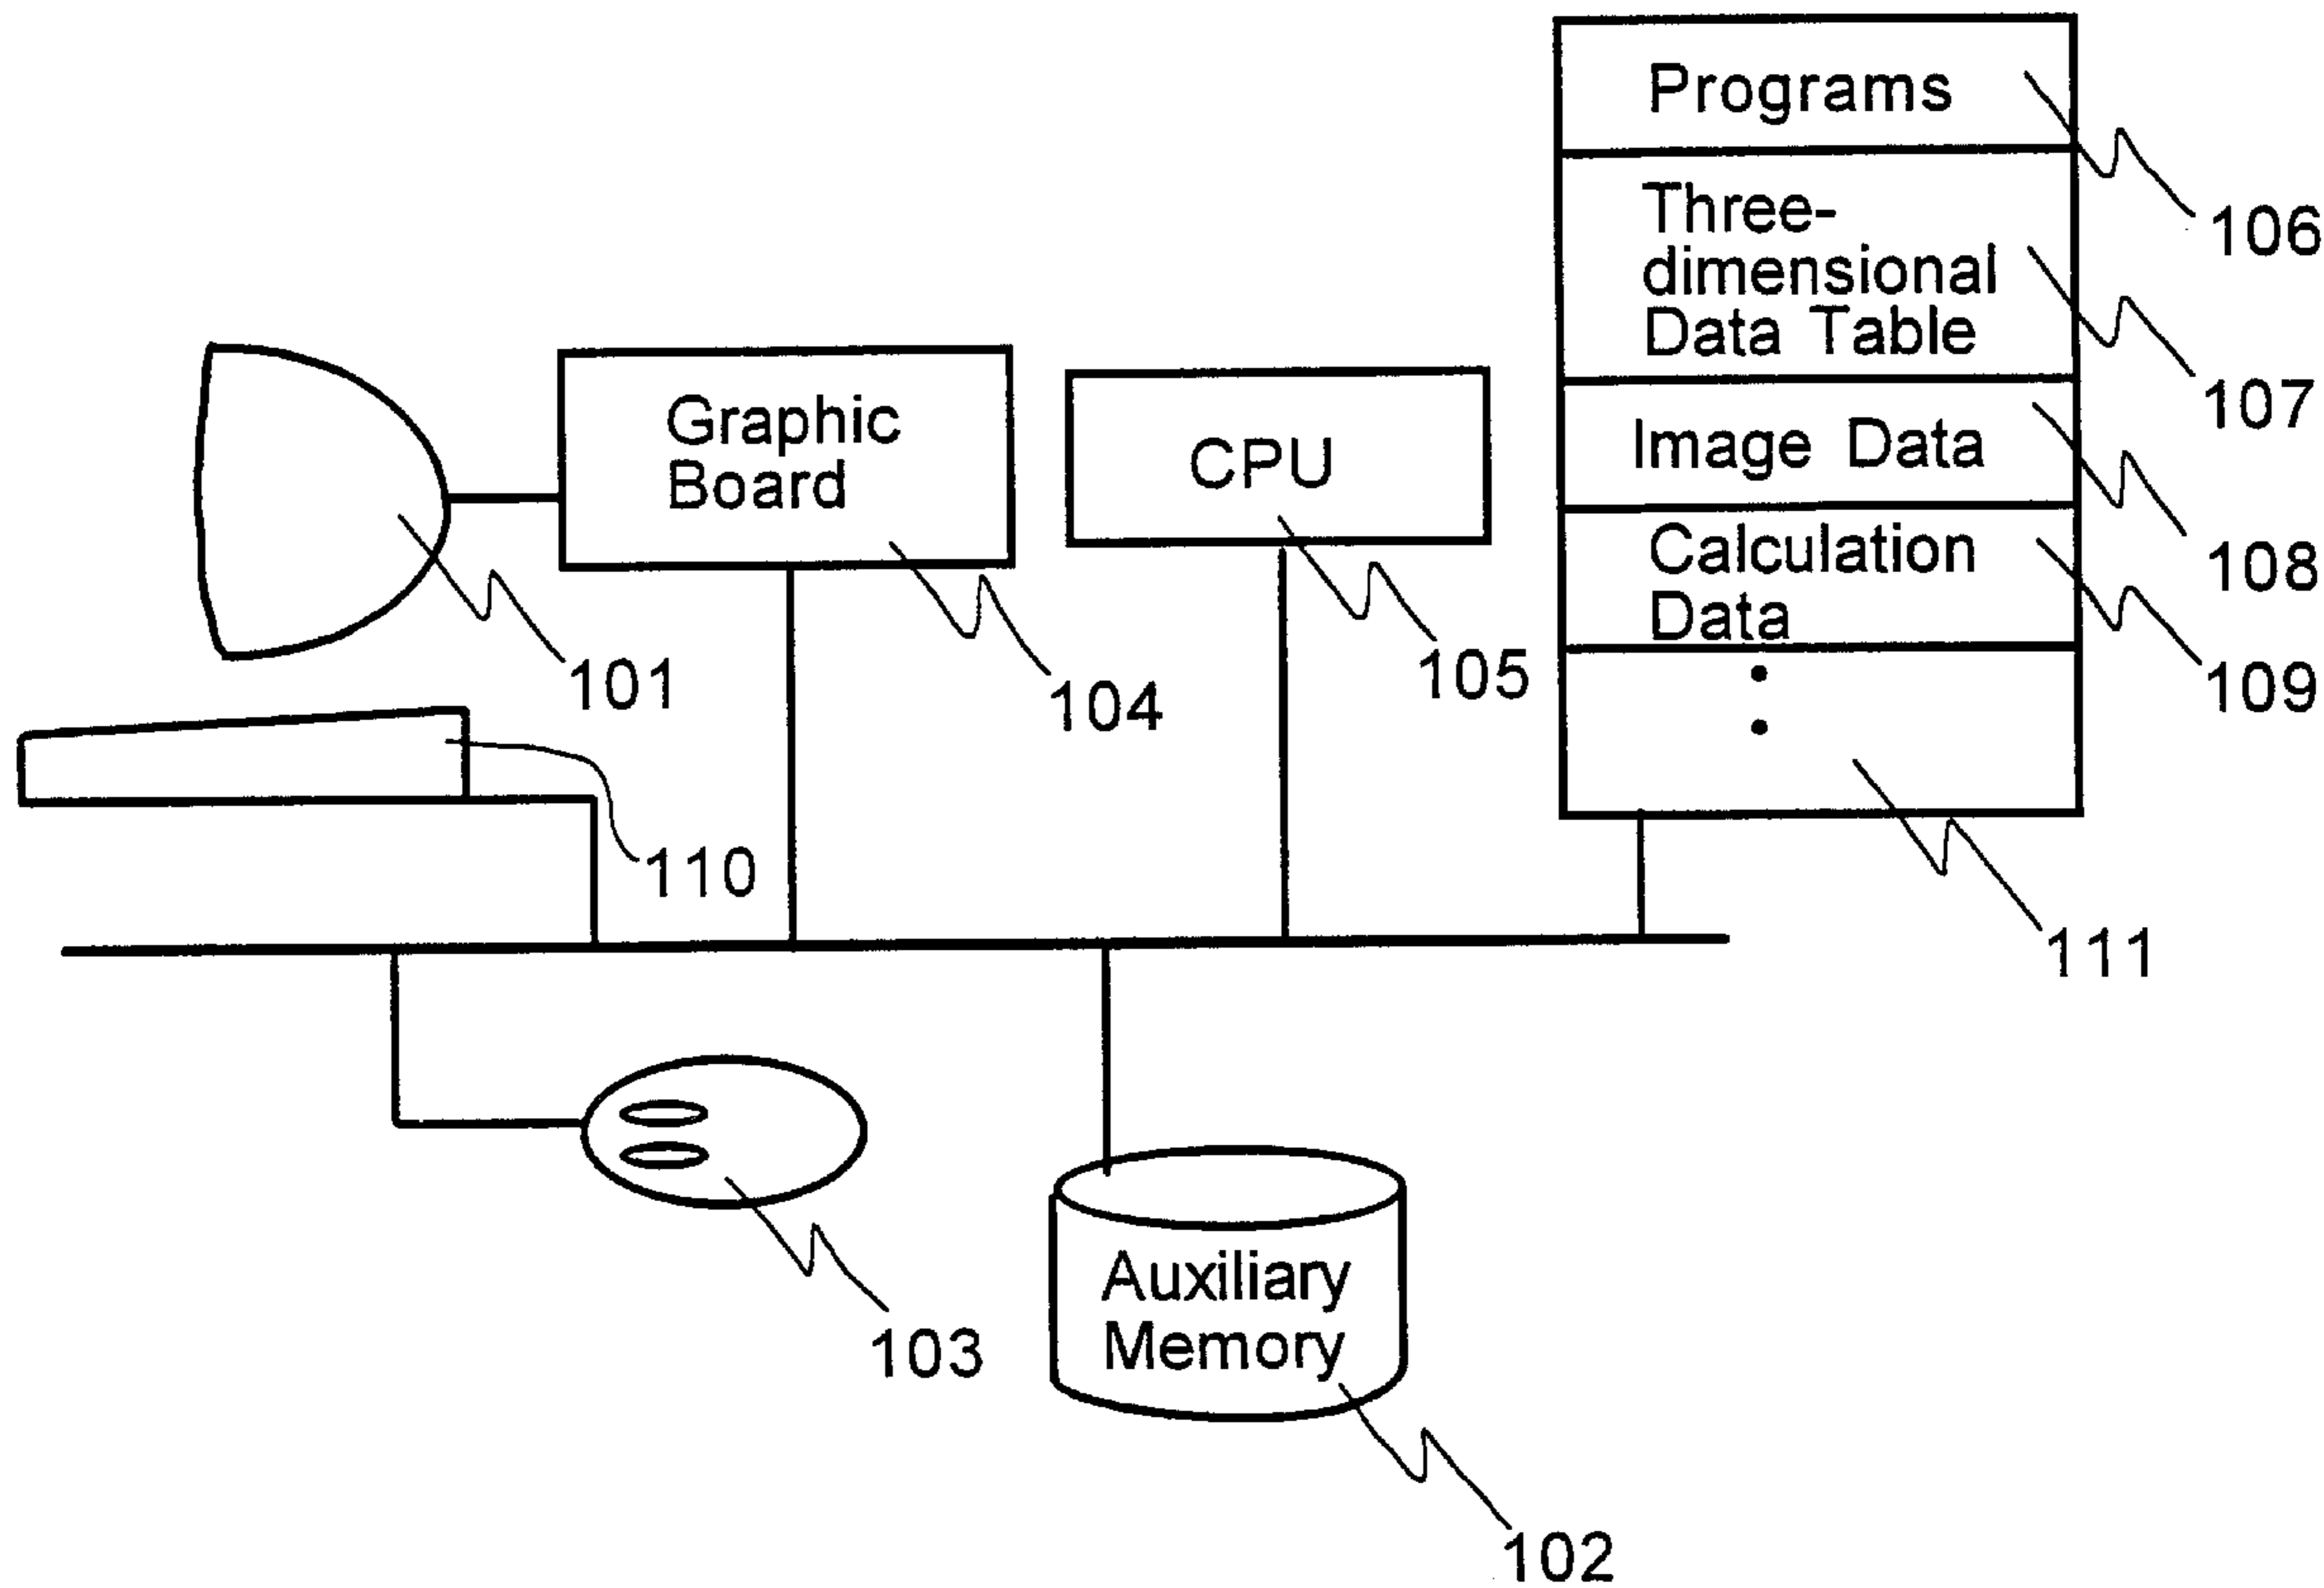 Programs
106
Three-
dimensional
Data Table
107
Image Data
108
Calculation
Data
109
111
Graphic
Board
104
CPU
105
101
110
103
Auxiliary
Memory
102